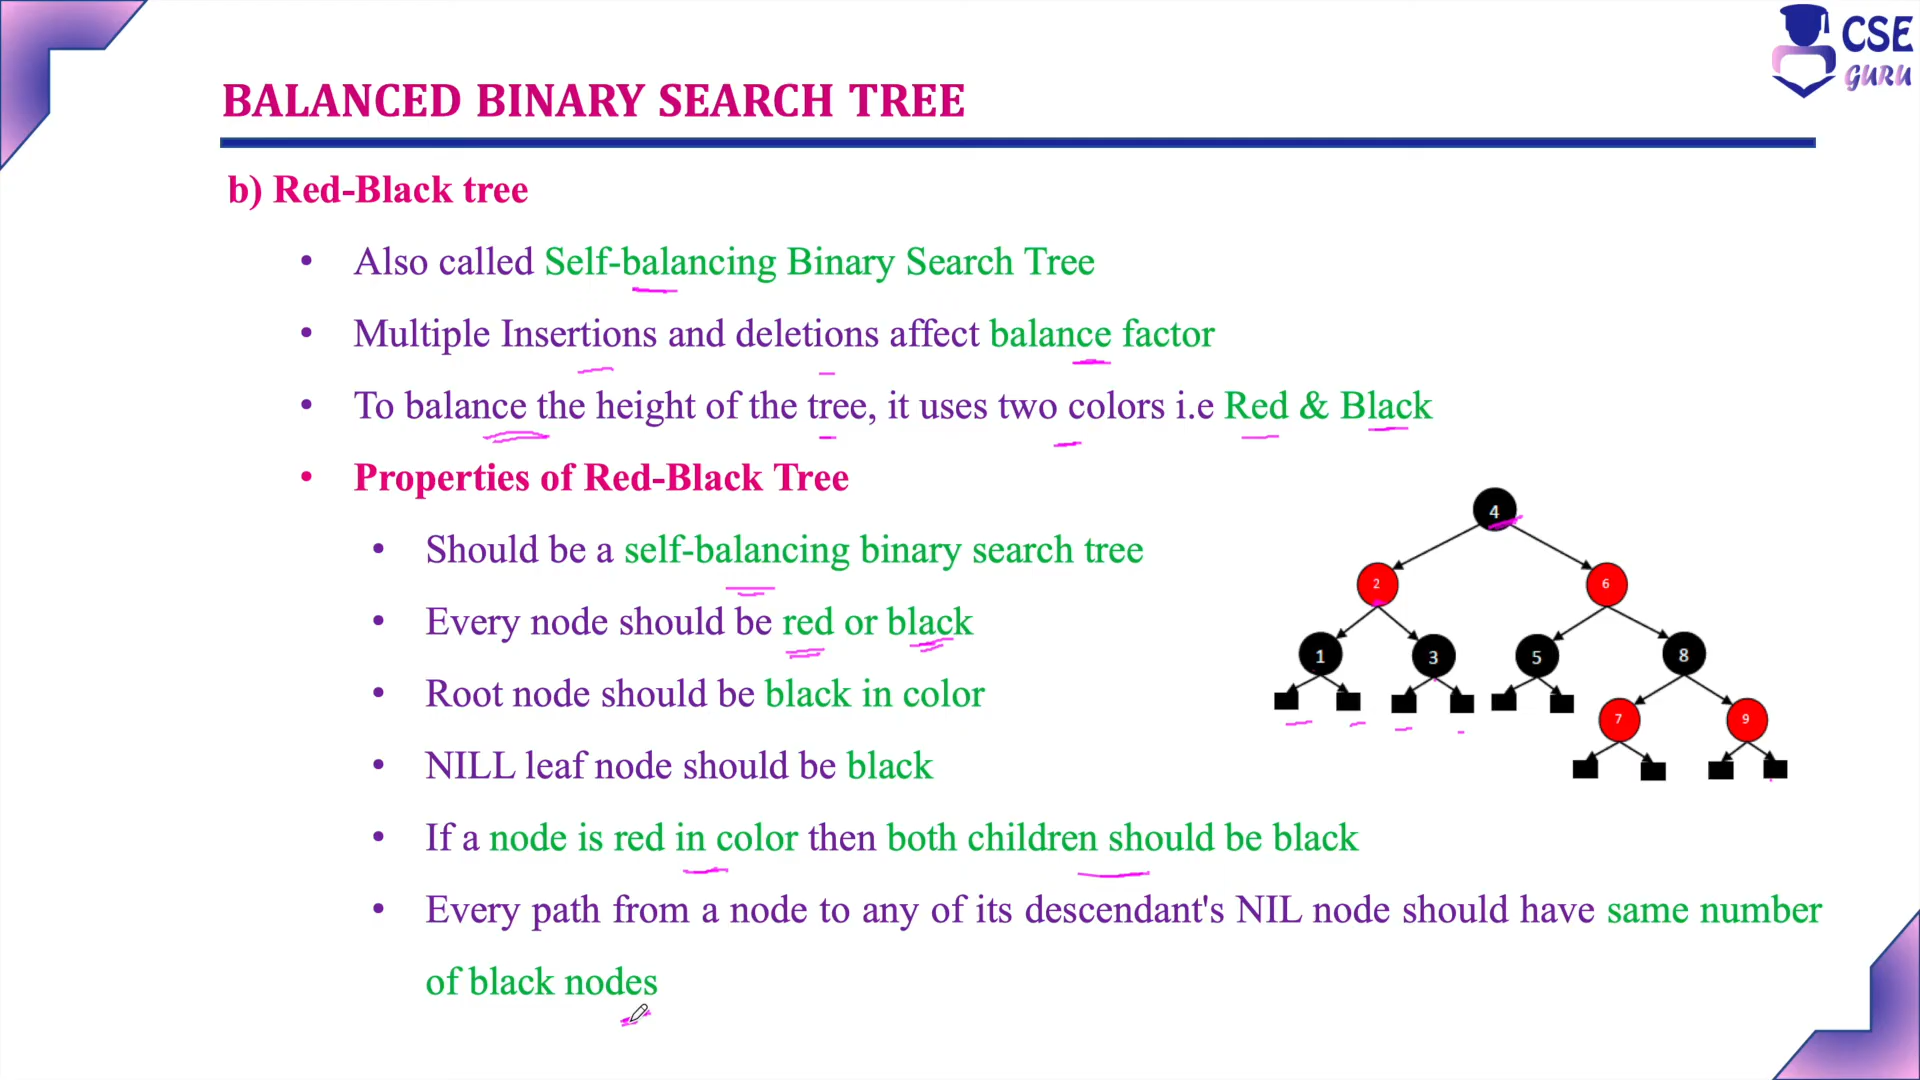 CSE
GURU
BALANCED BINARY SEARCH TREE
b) Red-Black tree
• Also called Self-balancing Binary Search Tree
• Multiple Insertions and deletions affect balance factor
• To balance the height of the tree, it uses two colors i.e Red & Black
• Properties of Red-Black Tree
• Should be a self-balancing binary search tree
• Every node should be red or black
• Root node should be black in color
• NILL leaf node should be black
• If a node is red in color then both children should be black
• Every path from a node to any of its descendant's NIL node should have same number
of black nodes
4
2 6
1 3 5 8
7 9